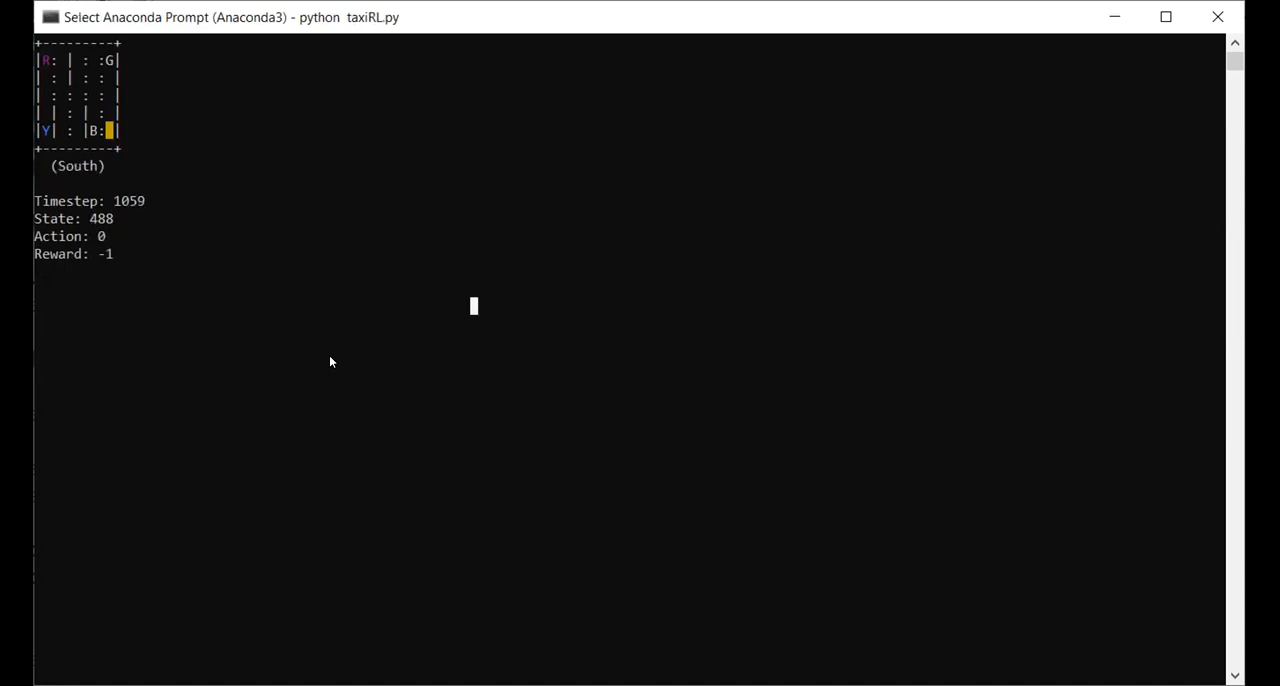 Select Anaconda Prompt (Anaconda3) - python  taxiRL.py
+---------+
|R: | : :G|
| : | : : |
| : : : : |
| | : | : |
|Y| : |B: |
+---------+
  (South)
Timestep: 1059
State: 488
Action: 0
Reward: -1